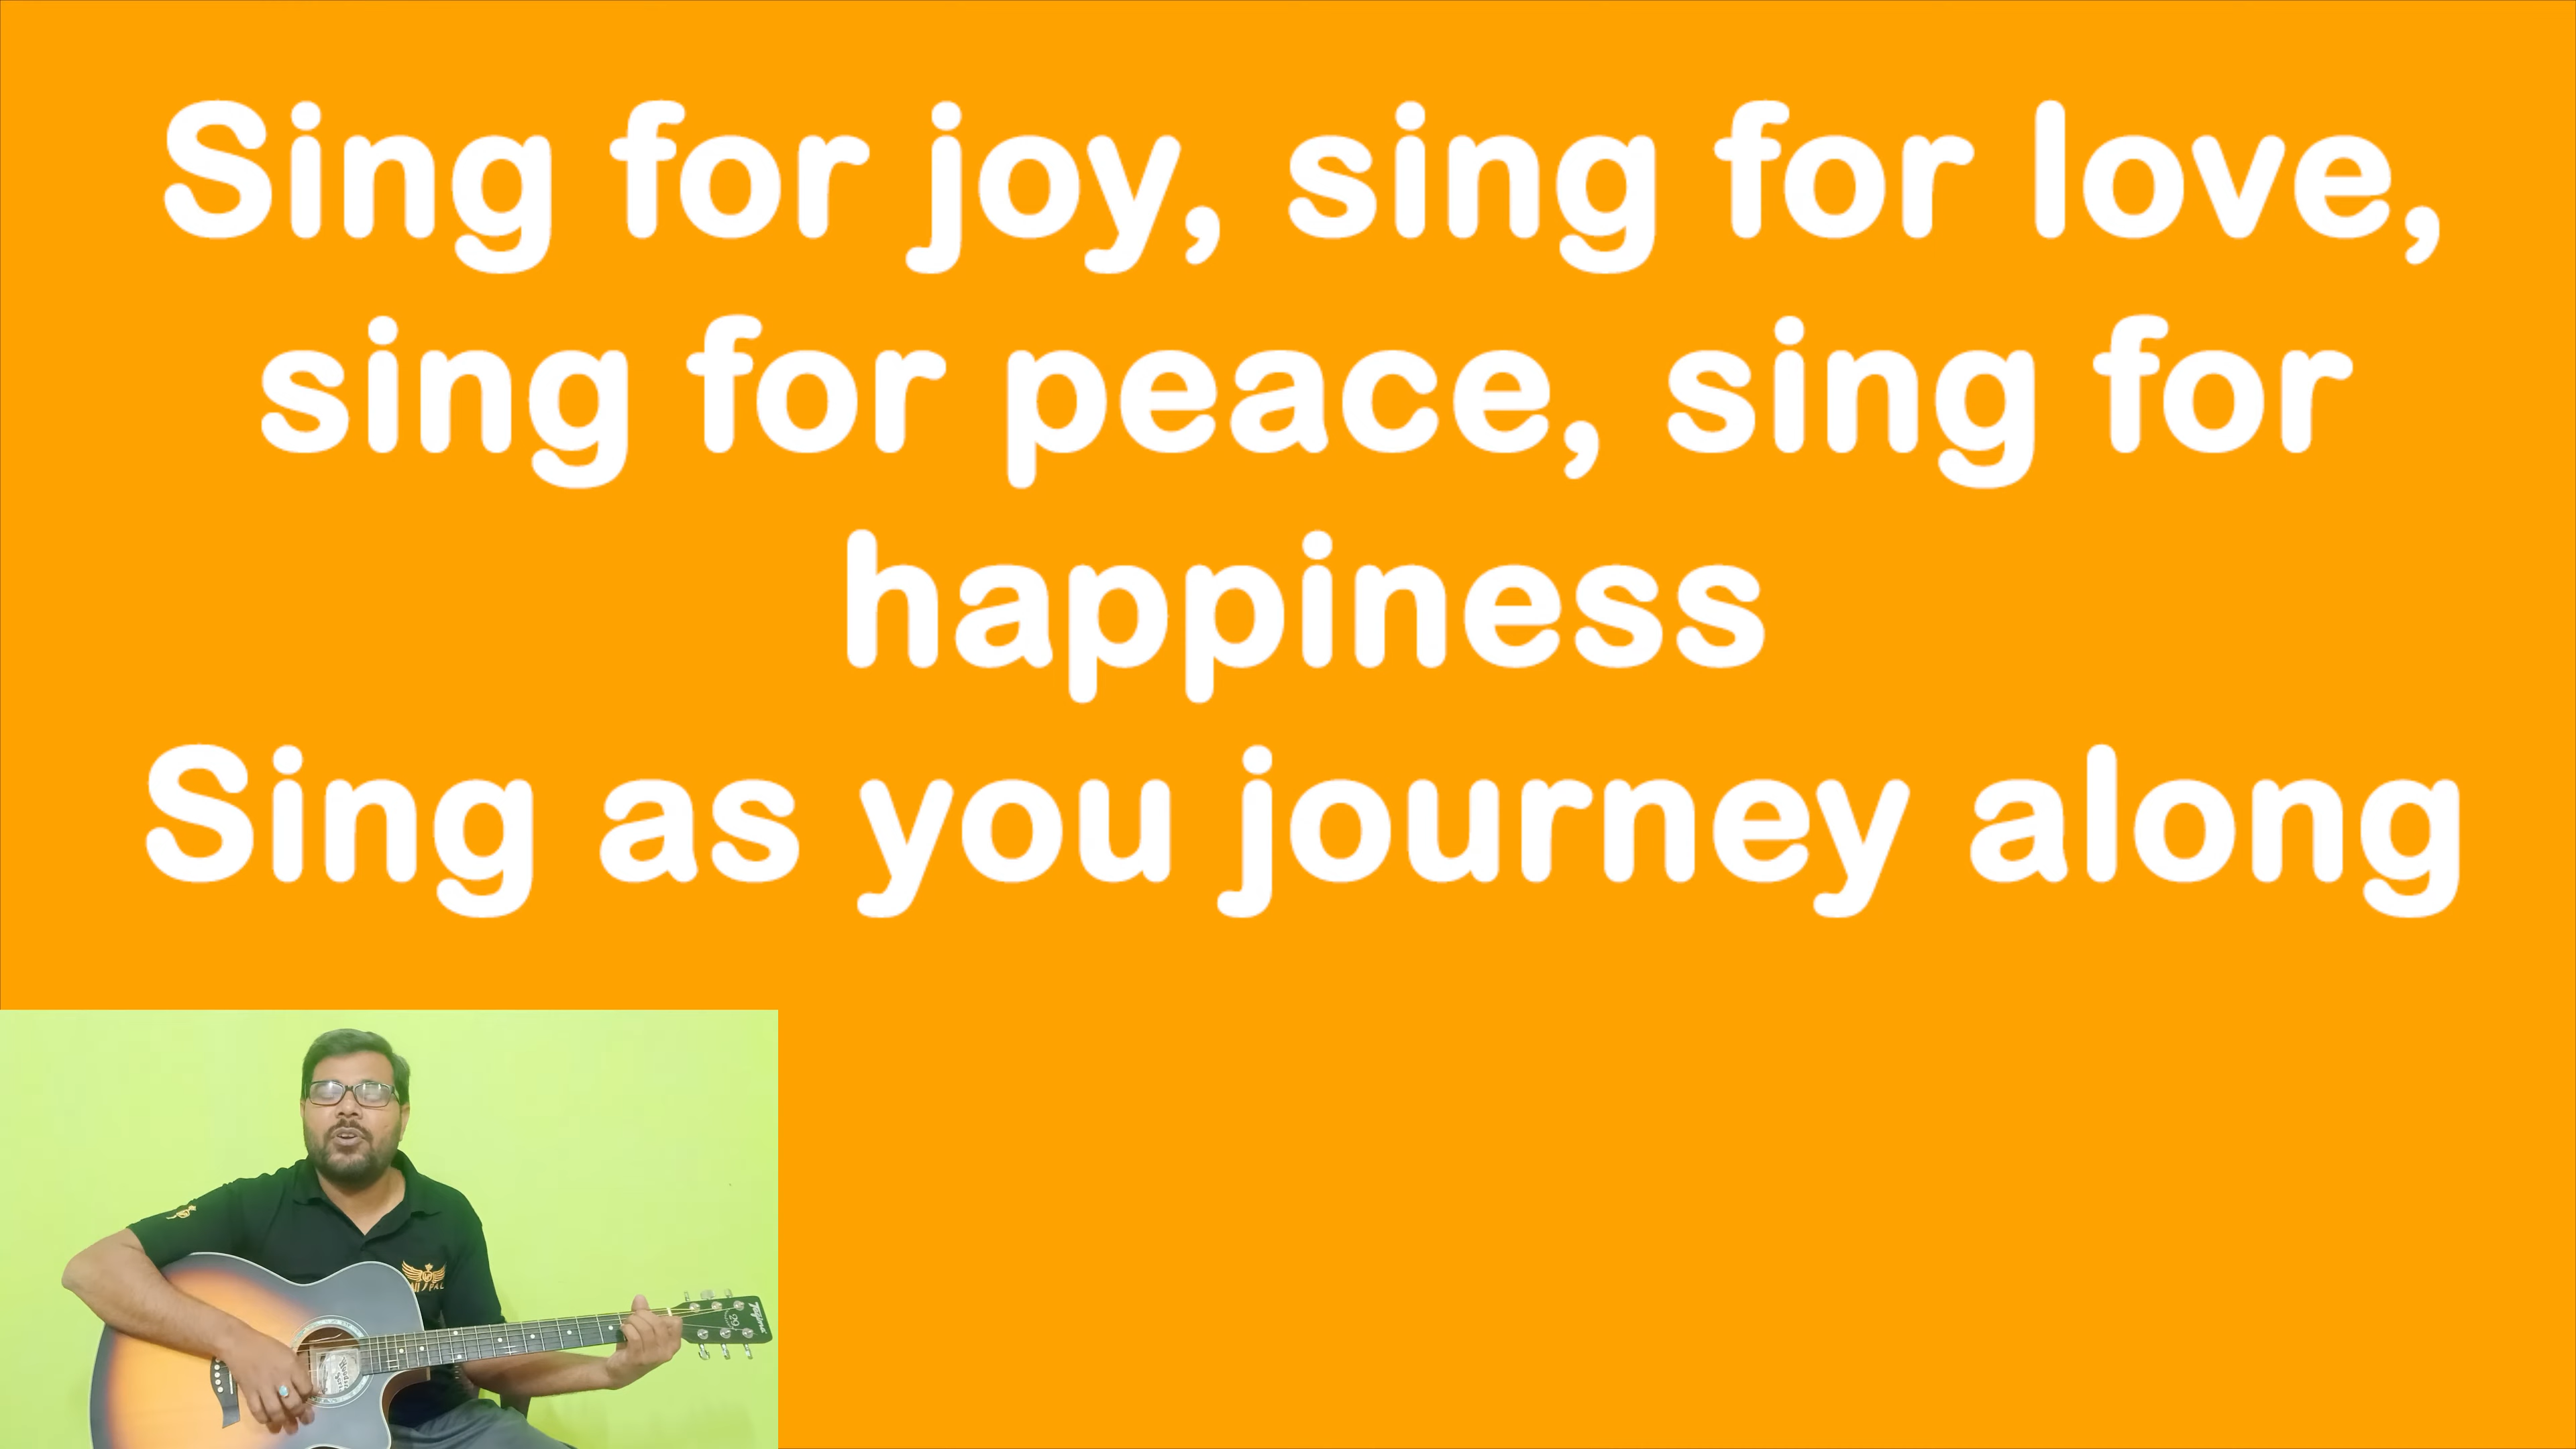 Sing for joy, sing for love,
sing for peace, sing for
happiness
Sing as you journey along